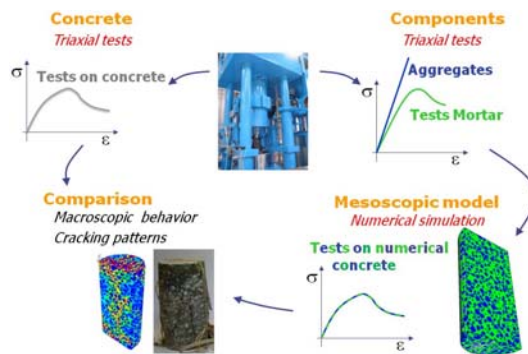 Concrete
Triaxial tests
σ
Tests on concrete
ε
Components
Triaxial tests
σ
Aggregates
Tests Mortar
ε
Comparison
Macroscopic behavior
Cracking patterns
Mesoscopic model
Numerical simulation
Tests on numerical
concrete
σ
ε